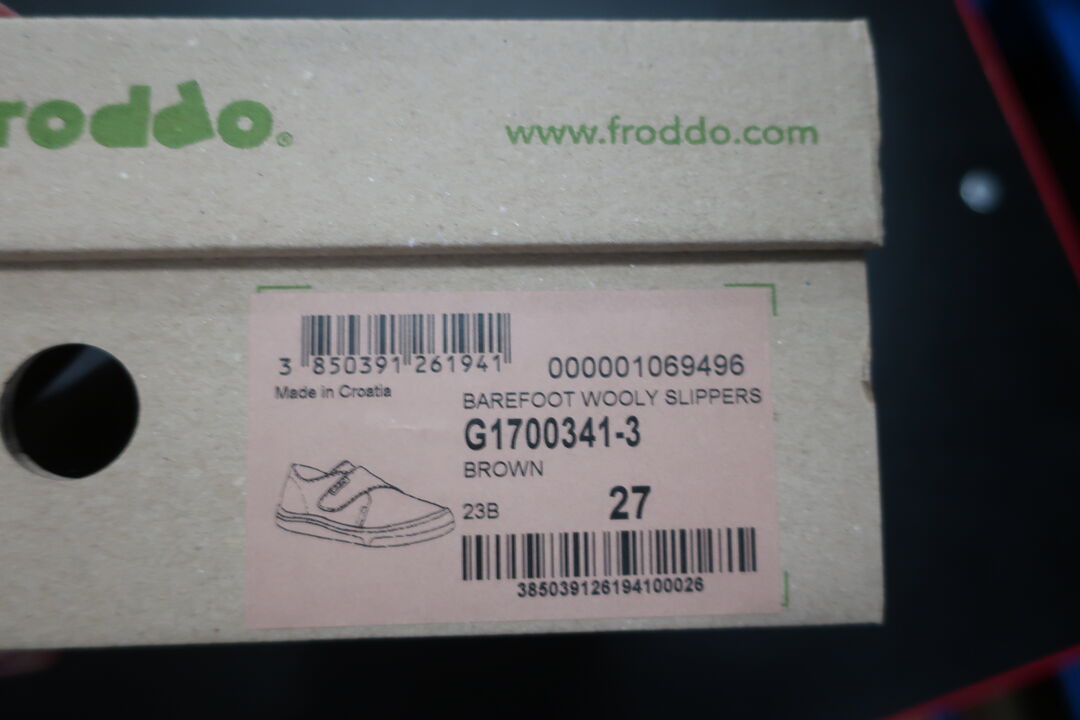 froddo®
www.froddo.com
3 850391 261941
000001069496
Made in Croatia
BAREFOOT WOOLY SLIPPERS
G1700341-3
BROWN
23B 27
385039126194100026